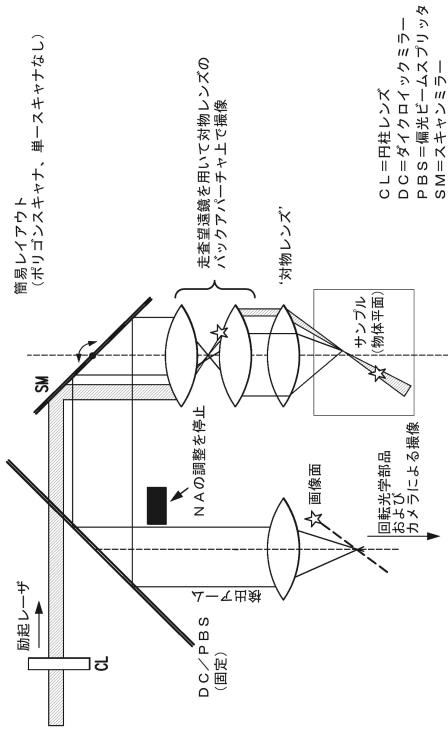 簡易レイアウト
(ポリゴンスキャナ、単一スキャナなし)
励起レーザ
CL
SM
DC/PBS
(固定)
NAの調整を停止
検出アーム
走査望遠鏡を用いて対物レンズの
バックアパーチャ上で撮像
‘対物レンズ’
画像面
サンプル
(物体平面)
回転光学部品
および
カメラによる撮像
CL=円柱レンズ
DC=ダイクロイックミラー
PBS=偏光ビームスプリッタ
SM=スキャンミラー